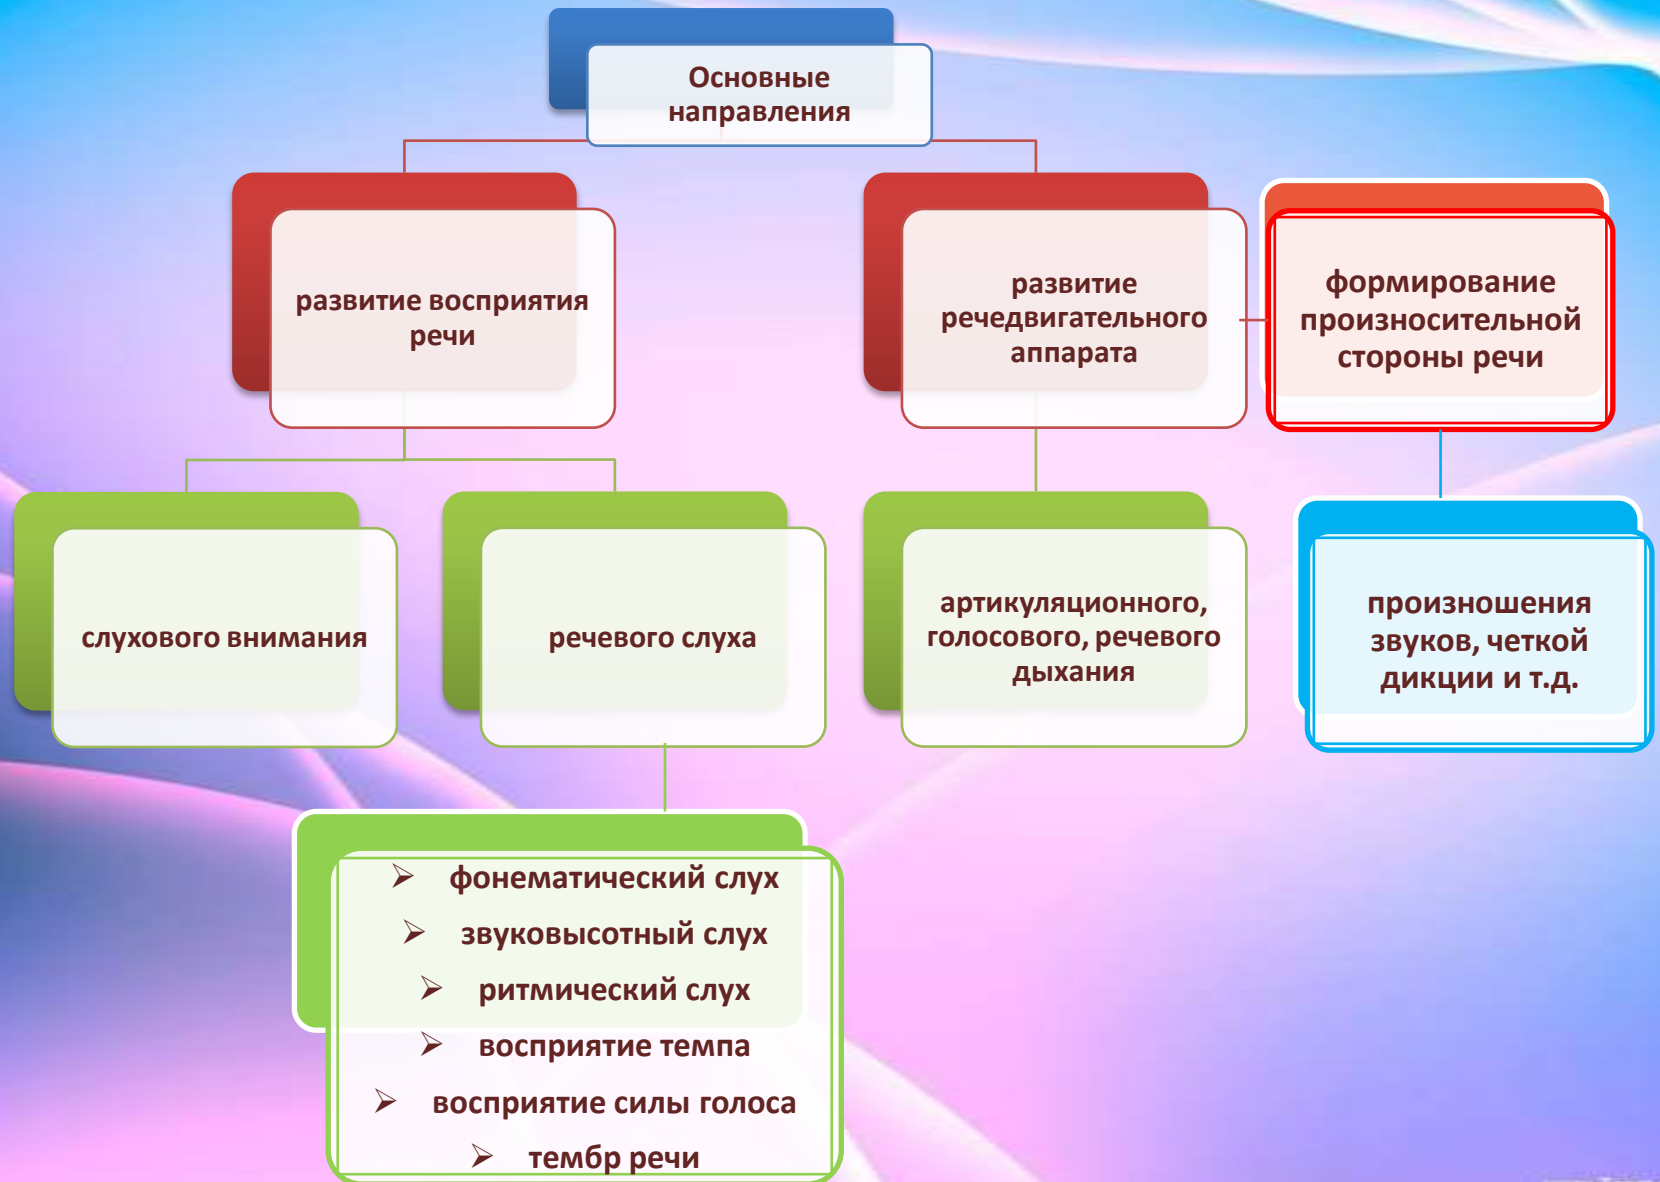 Основные
направления
развитие восприятия
речи
развитие
речедвигательного
аппарата
формирование
произносительной
стороны речи
слухового внимания
речевого слуха
артикуляционного,
голосового, речевого
дыхания
произношения
звуков, четкой
дикции и т.д.
➢ фонематический слух
➢ звуковысотный слух
➢ ритмический слух
➢ восприятие темпа
➢ восприятие силы голоса
➢ тембр речи